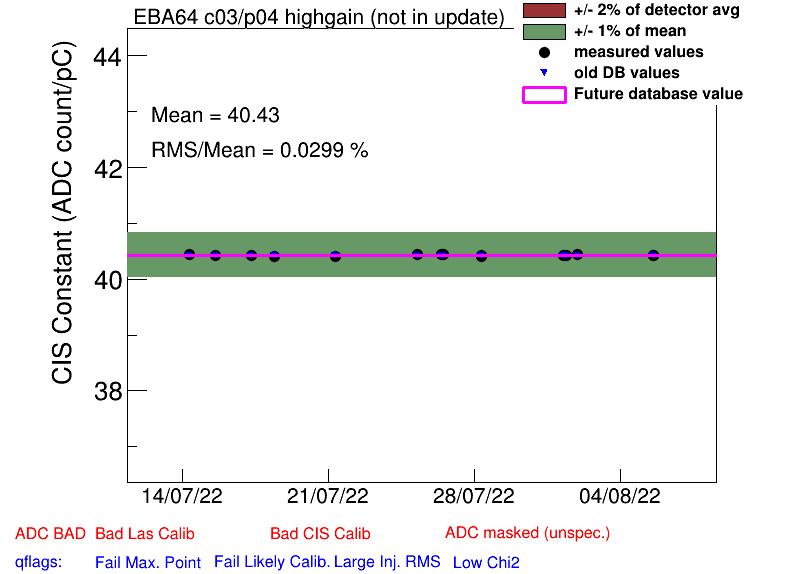 EBA64 c03/p04 highgain (not in update)
+/- 2% of detector avg
+/- 1% of mean
measured values
old DB values
Future database value
Mean = 40.43
RMS/Mean = 0.0299 %
CIS Constant (ADC count/pC)
44
42
40
38
14/07/22 21/07/22 28/07/22 04/08/22
ADC BAD Bad Las Calib Bad CIS Calib ADC masked (unspec.)
qflags: Fail Max. Point Fail Likely Calib. Large Inj. RMS Low Chi2